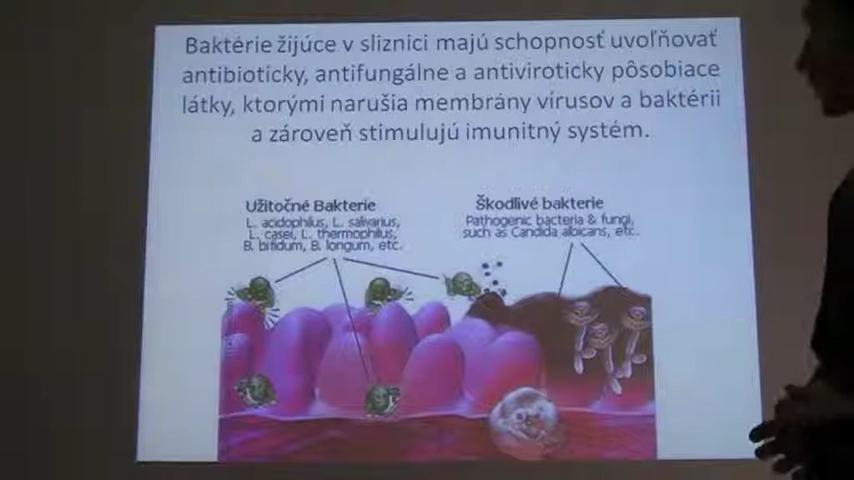 Baktérie žijúce v sliznici majú schopnosť uvoľňovať
antibioticky, antifungálne a antiviroticky pôsobiace
látky, ktorými narušia membrány vírusov a baktérii
a zároveň stimulujú imunitný systém.
Užitočné Bakterie
L. acidophilus, L. salivarius,
L. casei, L. thermophilus,
B. bifidum, B. longum, etc.
Škodlivé bakterie
Pathogenic bacteria & fungi,
such as Candida albicans, etc.